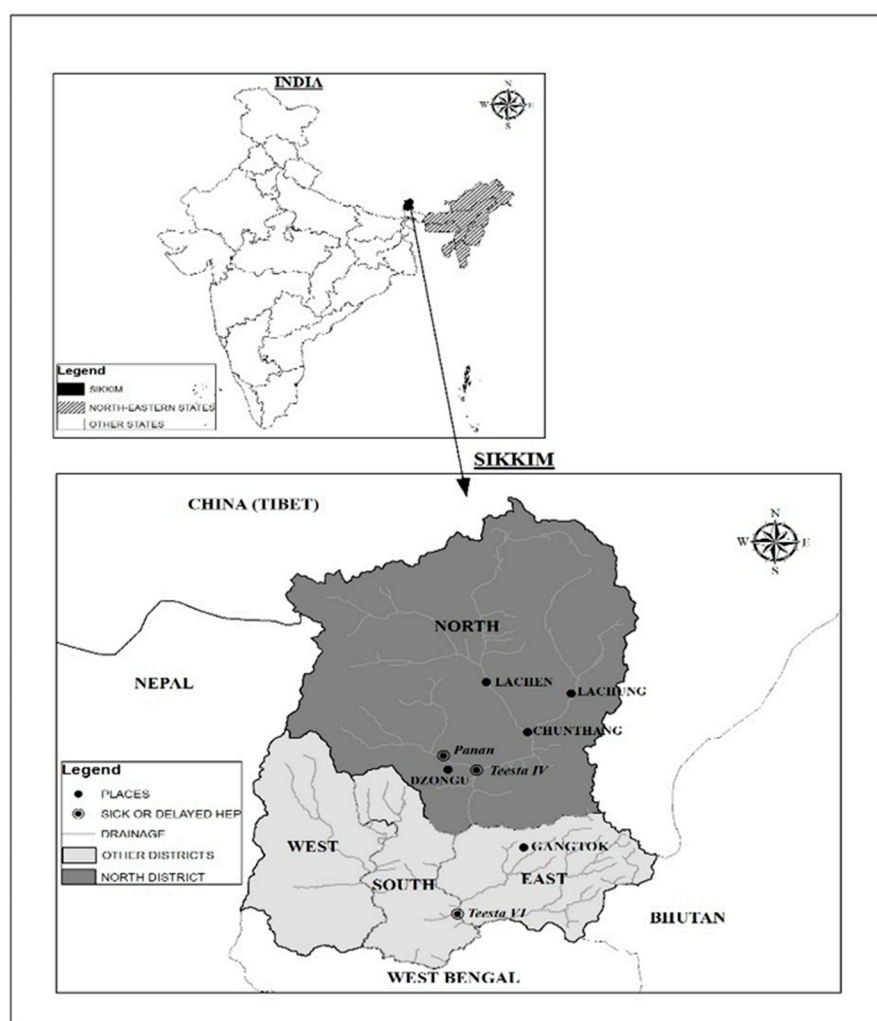 INDIA
N
W E
S
Legend
SIKKIM
NORTH-EASTERN STATES
OTHER STATES
SIKKIM
CHINA (TIBET)
N
W E
S
NORTH
NEPAL
LACHEN
LACHUNG
CHUNTHANG
Panan
DZONGU
Teesta IV
Legend
PLACES
SICK OR DELAYED HEP
DRAINAGE
OTHER DISTRICTS
NORTH DISTRICT
WEST
GANGTOK
SOUTH
EAST
Teesta VI
BHUTAN
WEST BENGAL